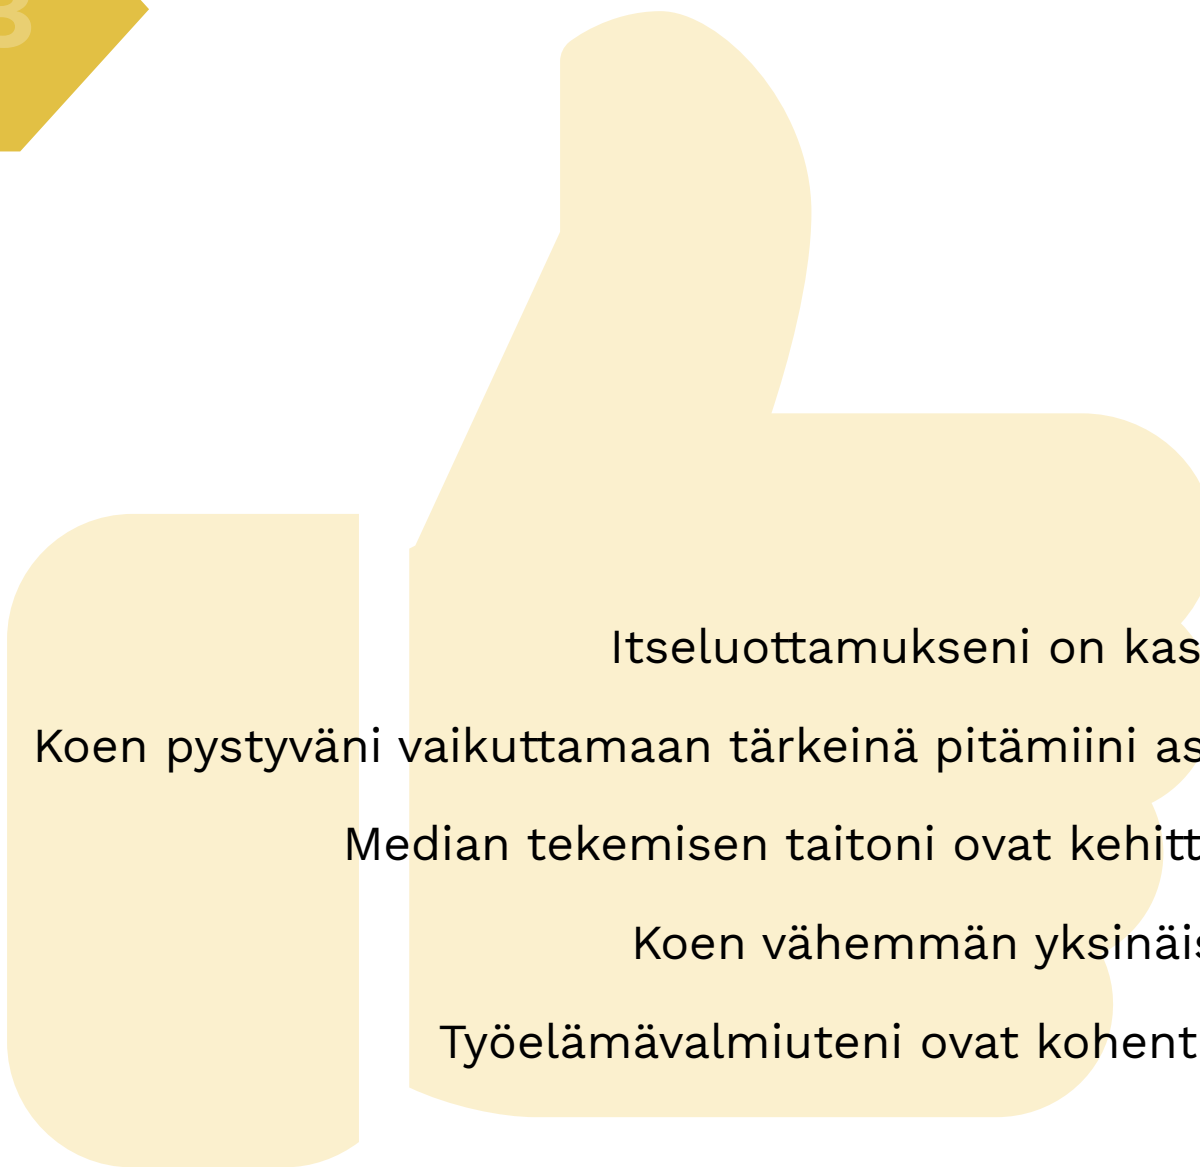 3
Itseluottamukseni on kas
Koen pystyväni vaikuttamaan tärkeinä pitämiini as
Median tekemisen taitoni ovat kehitt
Koen vähemmän yksinäis
Työelämävalmiuteni ovat kohent